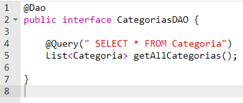 1 @Dao
2 public interface CategoriasDAO {
3
4 @Query(" SELECT * FROM Categoria")
5 List<Categoria> getAllCategorias();
6
7 }
8